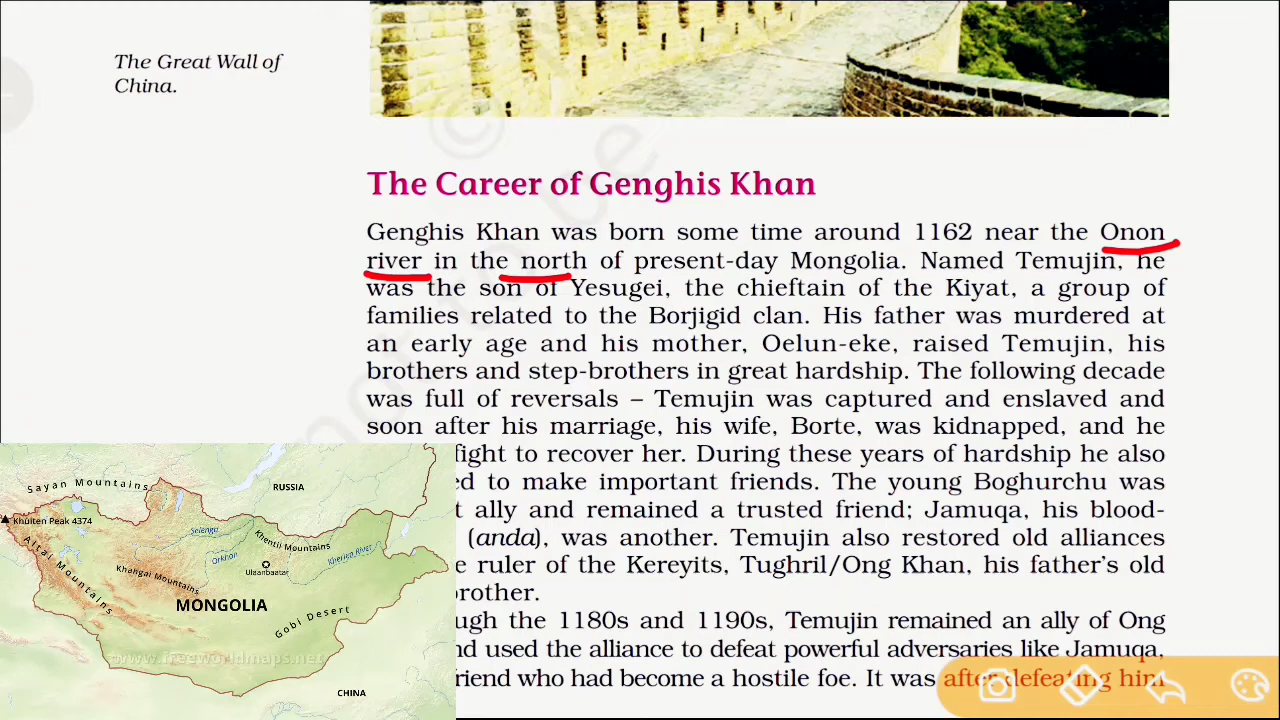 The Great Wall of
China.
The Career of Genghis Khan
Genghis Khan was born some time around 1162 near the Onon
river in the north of present-day Mongolia. Named Temujin, he
was the son of Yesugei, the chieftain of the Kiyat, a group of
families related to the Borjigid clan. His father was murdered at
an early age and his mother, Oelun-eke, raised Temujin, his
brothers and step-brothers in great hardship. The following decade
was full of reversals – Temujin was captured and enslaved and
soon after his marriage, his wife, Borte, was kidnapped, and he
fight to recover her. During these years of hardship he also
to make important friends. The young Boghurchu was
ally and remained a trusted friend; Jamuqa, his blood-
(anda), was another. Temujin also restored old alliances
ruler of the Kereyits, Tughril/Ong Khan, his father's old
1180s and 1190s, Temujin remained an ally of Ong
used the alliance to defeat powerful adversaries like Jamuqa,
who had become a hostile foe. It was after defeating him
Sayan Mountains
RUSSIA
Khuiten Peak 4374
Selenga
Khentii Mountains
Altai Mountains
Orkhon
Kherlen River
Ulaanbaatar
Khangai Mountains
MONGOLIA
Gobi Desert
www.freeworldmaps.net
CHINA